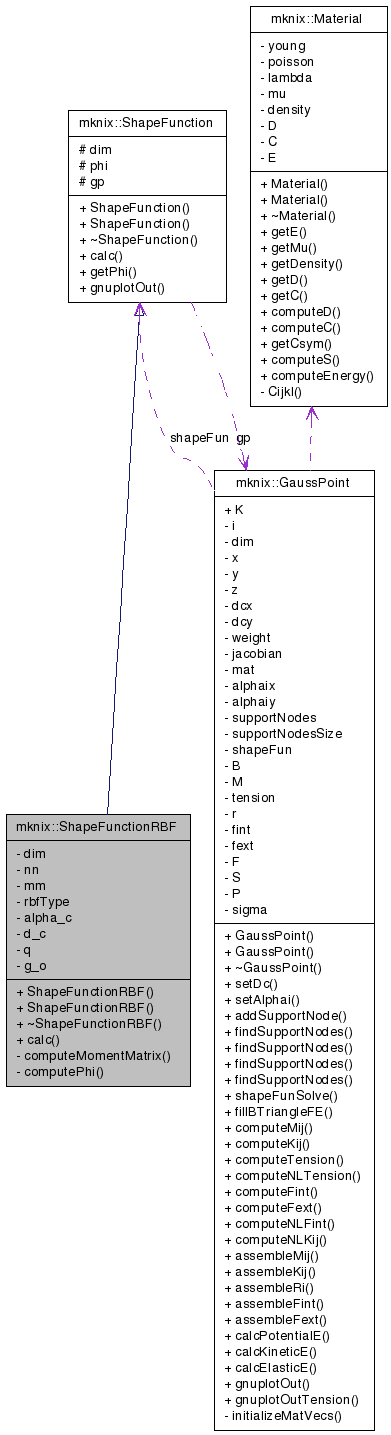 mknix::Material
- young
- poisson
- lambda
- mu
- density
- D
- C
- E
+ Material()
+ Material()
+ ~Material()
+ getE()
+ getMu()
+ getDensity()
+ getD()
+ getC()
+ computeD()
+ computeC()
+ getCsym()
+ computeS()
+ computeEnergy()
- Cijkl()
mknix::ShapeFunction
# dim
# phi
# gp
+ ShapeFunction()
+ ShapeFunction()
+ ~ShapeFunction()
+ calc()
+ getPhi()
+ gnuplotOut()
shapeFun gp
mknix::GaussPoint
+ K
- i
- dim
- x
- y
- z
- dcx
- dcy
- weight
- jacobian
- mat
- alphaix
- alphaiy
- supportNodes
- supportNodesSize
- shapeFun
- B
- M
- tension
- r
- fint
- fext
- F
- S
- P
- sigma
+ GaussPoint()
+ GaussPoint()
+ ~GaussPoint()
+ setDc()
+ setAlphai()
+ addSupportNode()
+ findSupportNodes()
+ findSupportNodes()
+ findSupportNodes()
+ findSupportNodes()
+ shapeFunSolve()
+ fillBTriangleFE()
+ computeMij()
+ computeKij()
+ computeTension()
+ computeNLTension()
+ computeFint()
+ computeFext()
+ computeNLFint()
+ computeNLKij()
+ assembleMij()
+ assembleKij()
+ assembleRi()
+ assembleFint()
+ assembleFext()
+ calcPotentialE()
+ calcKineticE()
+ calcElasticE()
+ gnuplotOut()
+ gnuplotOutTension()
- initializeMatVecs()
mknix::ShapeFunctionRBF
- dim
- nn
- mm
- rbfType
- alpha_c
- d_c
- q
- g_o
+ ShapeFunctionRBF()
+ ShapeFunctionRBF()
+ ~ShapeFunctionRBF()
+ calc()
- computeMomentMatrix()
- computePhi()